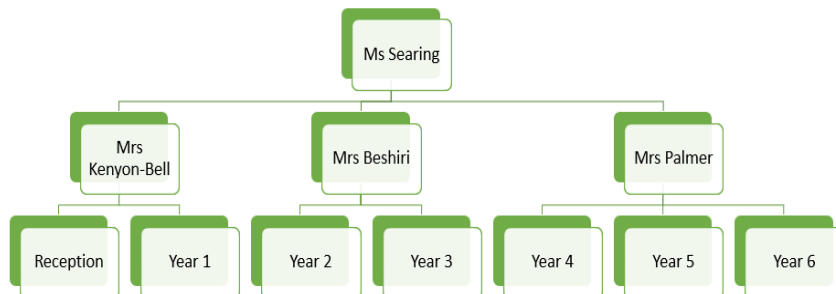 Ms Searing
Mrs
Kenyon-Bell
Mrs Beshiri
Mrs Palmer
Reception
Year 1
Year 2
Year 3
Year 4
Year 5
Year 6